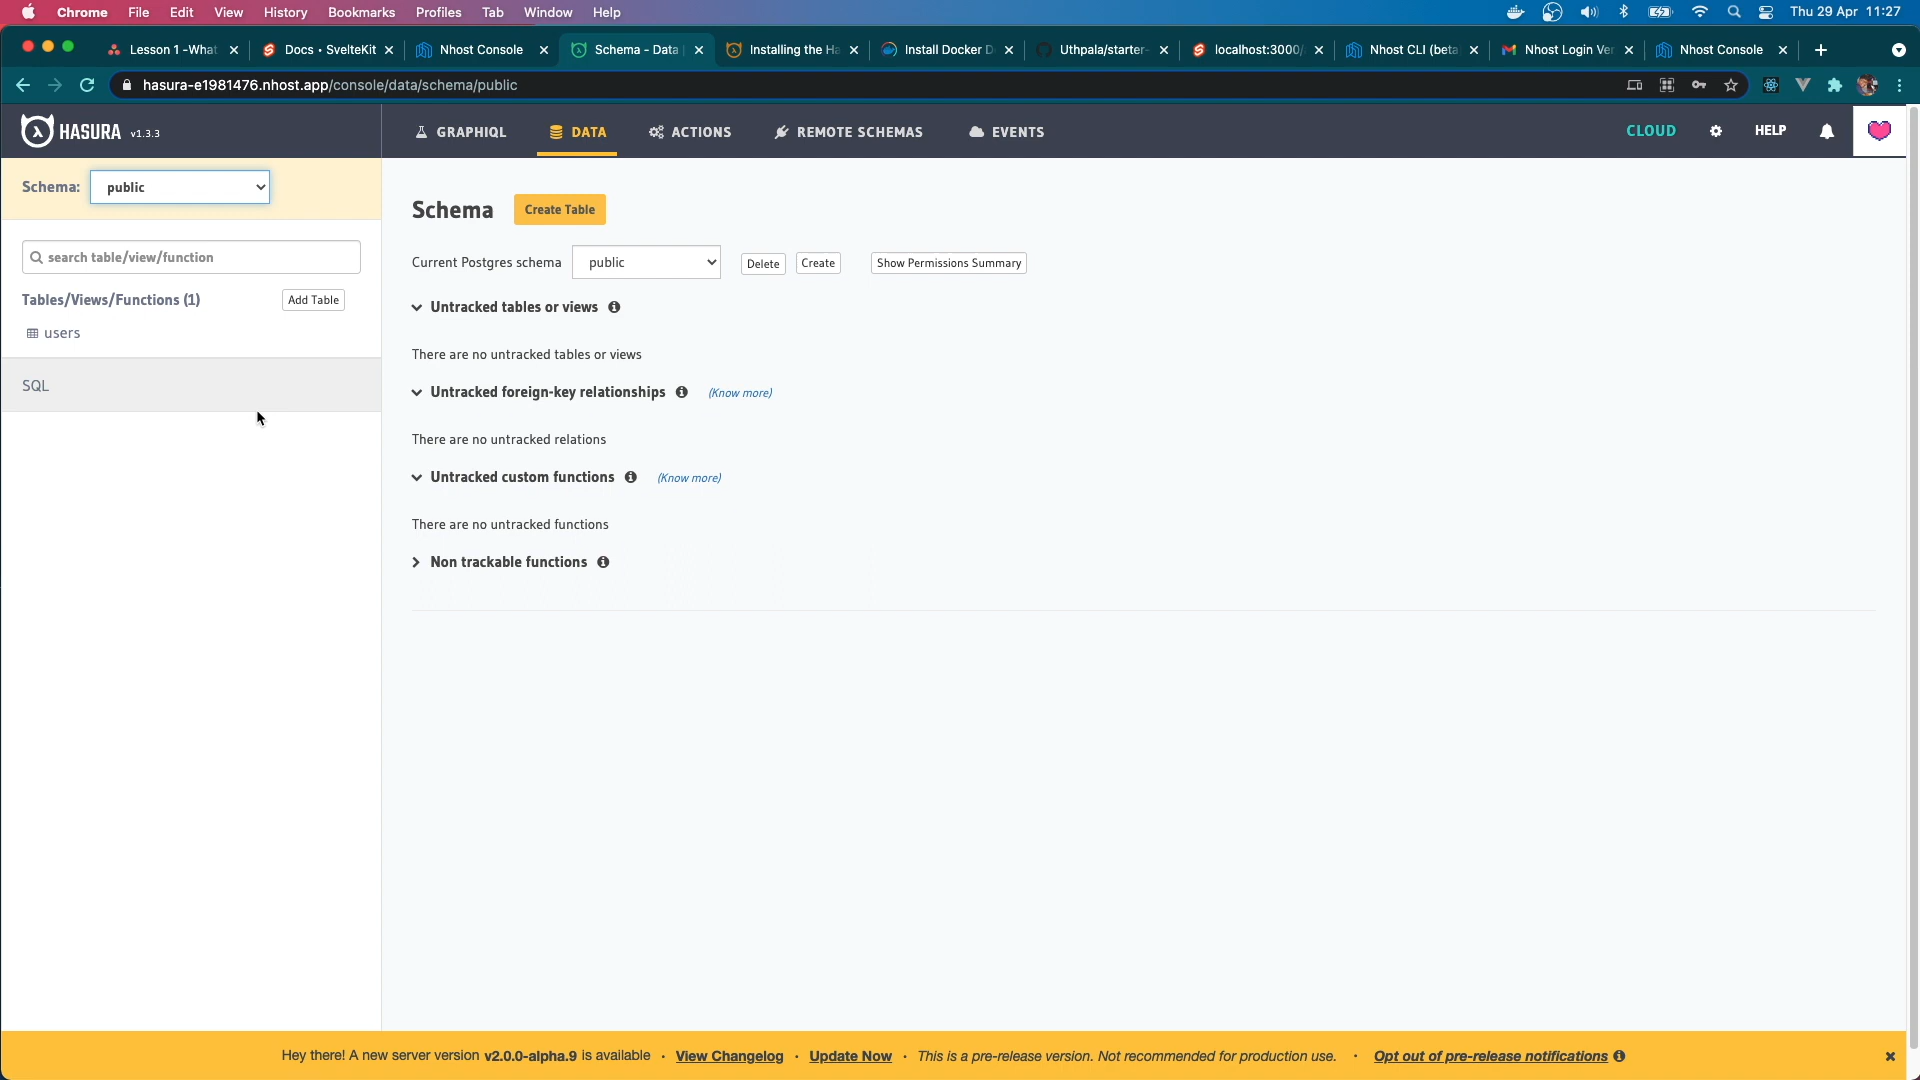 Chrome File Edit View History Bookmarks Profiles Tab Window Help Thu 29 Apr 11:27
Lesson 1 -What Docs • SvelteKit Nhost Console Schema - Data Installing the Ha Install Docker D Uthpala/starter- localhost:3000/ Nhost CLI (beta Nhost Login Ver Nhost Console
hasura-e1981476.nhost.app/console/data/schema/public
HASURA v1.3.3 GRAPHIQL DATA ACTIONS REMOTE SCHEMAS EVENTS CLOUD HELP
Schema: public
Schema Create Table
search table/view/function
Current Postgres schema public Delete Create Show Permissions Summary
Tables/Views/Functions (1) Add Table
Untracked tables or views
users
There are no untracked tables or views
SQL
Untracked foreign-key relationships (Know more)
There are no untracked relations
Untracked custom functions (Know more)
There are no untracked functions
Non trackable functions
Hey there! A new server version v2.0.0-alpha.9 is available • View Changelog • Update Now • This is a pre-release version. Not recommended for production use. • Opt out of pre-release notifications